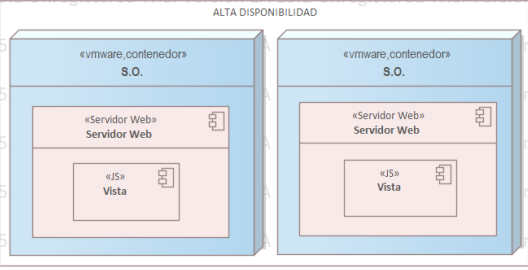 ALTA DISPONIBILIDAD
«vmware,contenedor»
S.O.
«Servidor Web»
Servidor Web
«JS»
Vista
«vmware,contenedor»
S.O.
«Servidor Web»
Servidor Web
«JS»
Vista